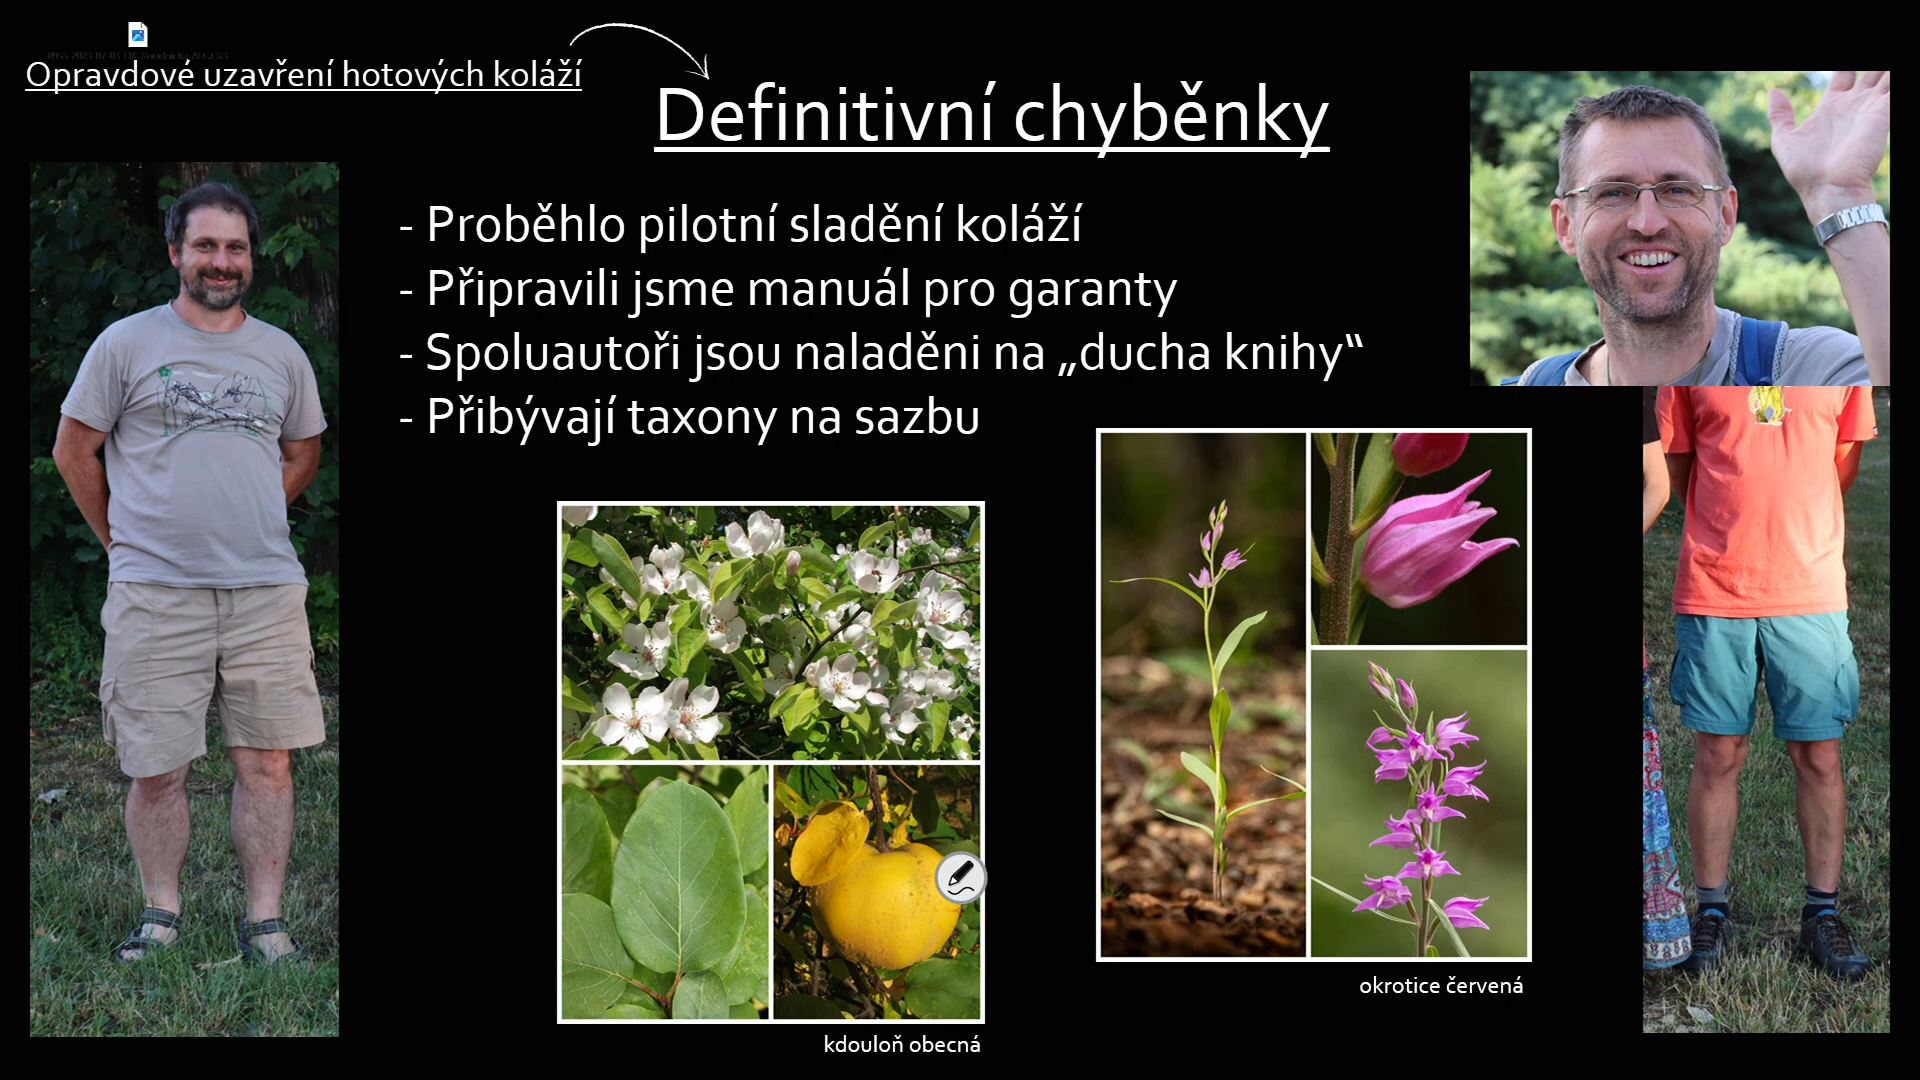 Opravdové uzavření hotových koláží
Definitivní chyběnky
- Proběhlo pilotní sladění koláží
- Připravili jsme manuál pro garanty
- Spoluautoři jsou naladěni na „ducha knihy“
- Přibývají taxony na sazbu
okrotice červená
kdouloň obecná